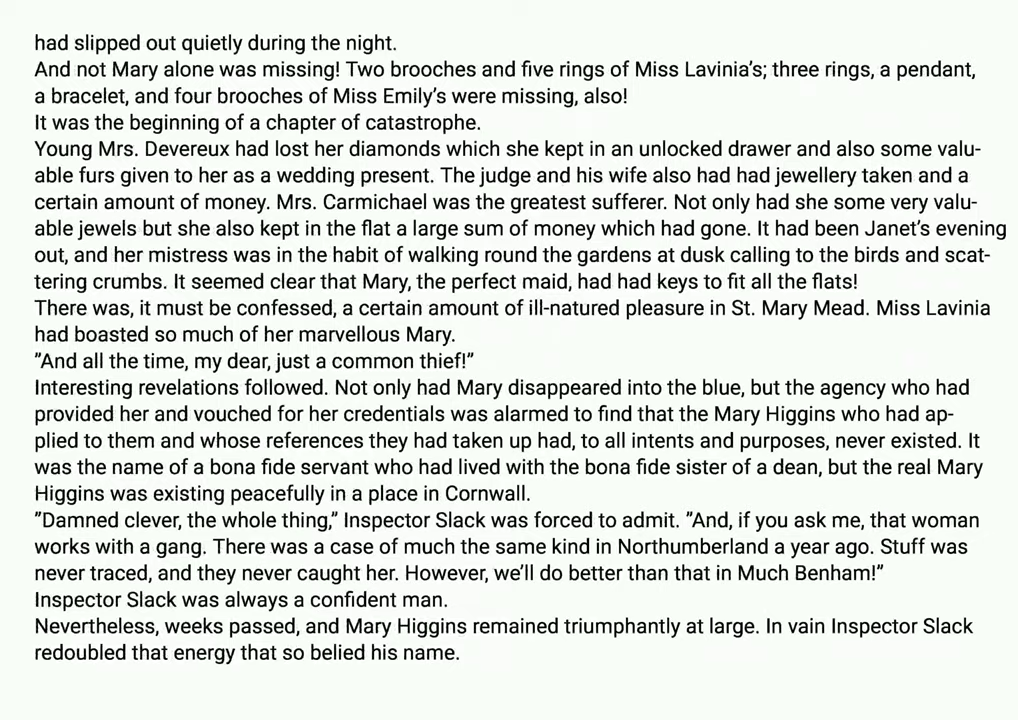 had slipped out quietly during the night.
And not Mary alone was missing! Two brooches and five rings of Miss Lavinia's; three rings, a pendant,
a bracelet, and four brooches of Miss Emily's were missing, also!
It was the beginning of a chapter of catastrophe.
Young Mrs. Devereux had lost her diamonds which she kept in an unlocked drawer and also some valu-
able furs given to her as a wedding present. The judge and his wife also had had jewellery taken and a
certain amount of money. Mrs. Carmichael was the greatest sufferer. Not only had she some very valu-
able jewels but she also kept in the flat a large sum of money which had gone. It had been Janet's evening
out, and her mistress was in the habit of walking round the gardens at dusk calling to the birds and scat-
tering crumbs. It seemed clear that Mary, the perfect maid, had had keys to fit all the flats!
There was, it must be confessed, a certain amount of ill-natured pleasure in St. Mary Mead. Miss Lavinia
had boasted so much of her marvellous Mary.
”And all the time, my dear, just a common thief!”
Interesting revelations followed. Not only had Mary disappeared into the blue, but the agency who had
provided her and vouched for her credentials was alarmed to find that the Mary Higgins who had ap-
plied to them and whose references they had taken up had, to all intents and purposes, never existed. It
was the name of a bona fide servant who had lived with the bona fide sister of a dean, but the real Mary
Higgins was existing peacefully in a place in Cornwall.
”Damned clever, the whole thing,” Inspector Slack was forced to admit. ”And, if you ask me, that woman
works with a gang. There was a case of much the same kind in Northumberland a year ago. Stuff was
never traced, and they never caught her. However, we'll do better than that in Much Benham!”
Inspector Slack was always a confident man.
Nevertheless, weeks passed, and Mary Higgins remained triumphantly at large. In vain Inspector Slack
redoubled that energy that so belied his name.